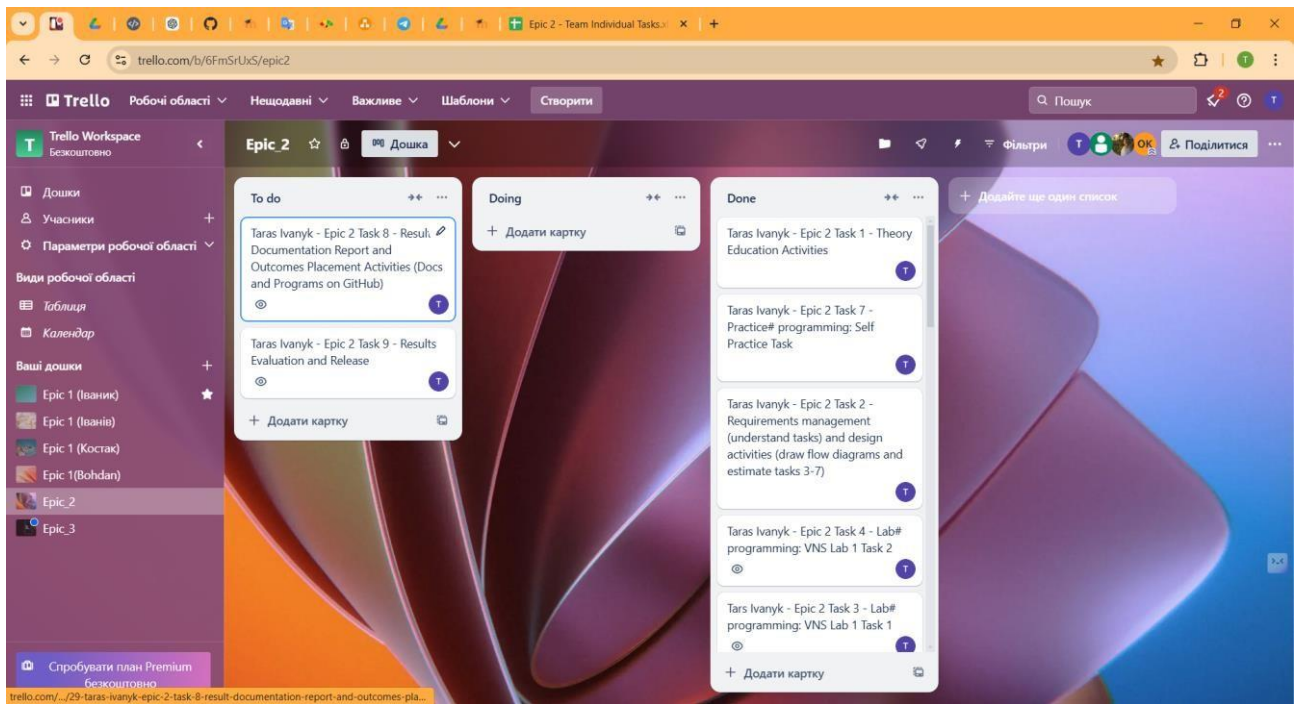 Epic 2 - Team Individual Tasks.x
trello.com/b/6FmSrUxS/epic2
T
Trello Робочі області Нещодавні Важливе Шаблони Створити
Пошук
2
T
T
Trello Workspace
Безкоштовно
Epic_2 Дошка
Фільтри T OK Поділитися
Дошки
Учасники
Параметри робочої області
Види робочої області
Таблиця
Календар
Ваші дошки
Epic 1 (Іваник)
Epic 1 (Іванів)
Epic 1 (Костак)
Epic 1(Bohdan)
Epic_2
Epic_3
Спробувати план Premium
безкоштовно
To do
Taras Ivanyk - Epic 2 Task 8 - Result
Documentation Report and
Outcomes Placement Activities (Docs
and Programs on GitHub)
T
Taras Ivanyk - Epic 2 Task 9 - Results
Evaluation and Release
T
Додати картку
Doing
Додати картку
Done
Taras Ivanyk - Epic 2 Task 1 - Theory
Education Activities
T
Taras Ivanyk - Epic 2 Task 7 -
Practice# programming: Self
Practice Task
T
Taras Ivanyk - Epic 2 Task 2 -
Requirements management
(understand tasks) and design
activities (draw flow diagrams and
estimate tasks 3-7)
T
Taras Ivanyk - Epic 2 Task 4 - Lab#
programming: VNS Lab 1 Task 2
T
Tars Ivanyk - Epic 2 Task 3 - Lab#
programming: VNS Lab 1 Task 1
T
Додати картку
Додайте ще один список
trello.com/.../29-taras-ivanyk-epic-2-task-8-result-documentation-report-and-outcomes-pla...